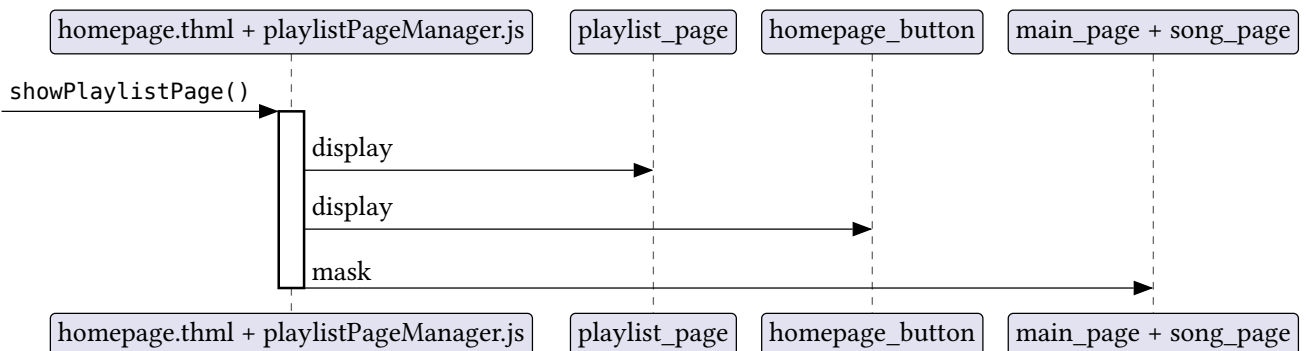 homepage.thml + playlistPageManager.js playlist_page homepage_button main_page + song_page
showPlaylistPage()
display
display
mask
homepage.thml + playlistPageManager.js playlist_page homepage_button main_page + song_page